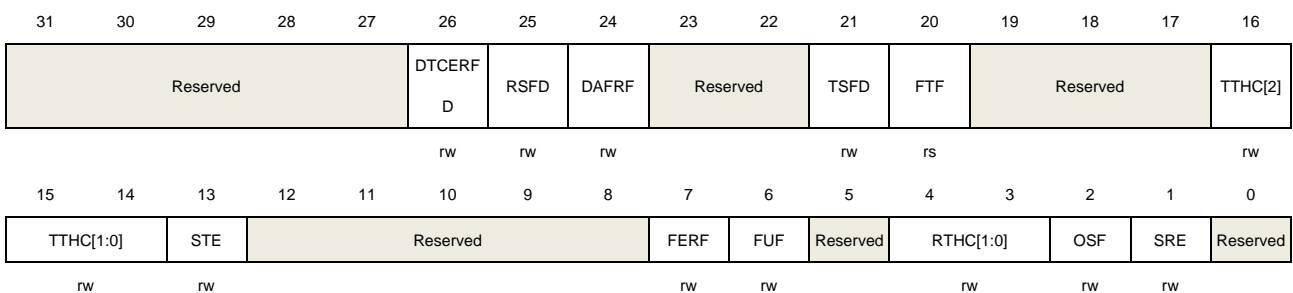 31 30 29 28 27 26 25 24 23 22 21 20 19 18 17 16
Reserved DTCERF D RSFD DAFRF Reserved TSFD FTF Reserved TTHC[2]
rw rw rw rw rs rw
15 14 13 12 11 10 9 8 7 6 5 4 3 2 1 0
TTHC[1:0] STE Reserved FERF FUF Reserved RTHC[1:0] OSF SRE Reserved
rw rw rw rw rw rw rw